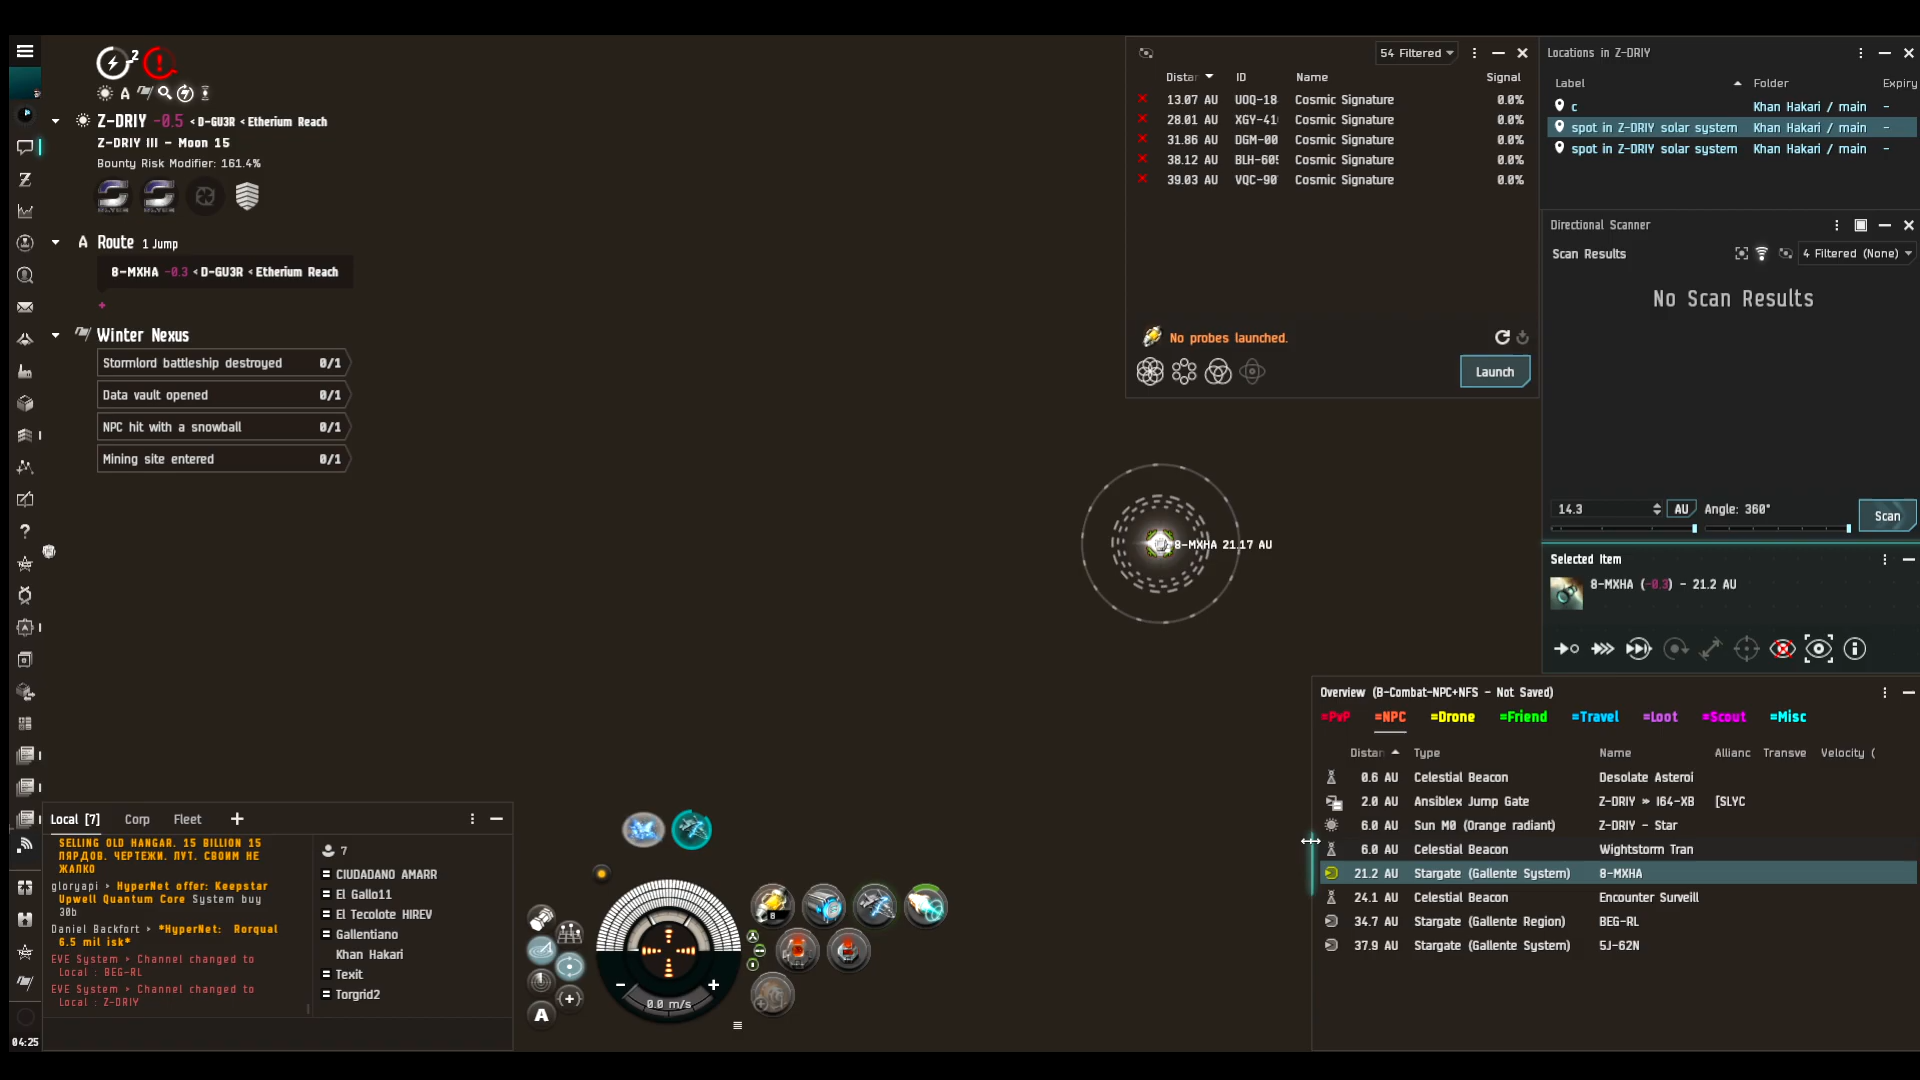 2
Z-DRIY -0.5 < D-GU3R < Etherium Reach
Z-DRIY III - Moon 15
Bounty Risk Modifier: 161.4%
A Route 1 Jump
8-MXHA -0.3 < D-GU3R < Etherium Reach
+
Winter Nexus
Stormlord battleship destroyed 0/1
Data vault opened 0/1
NPC hit with a snowball 0/1
Mining site entered 0/1
04:25
54 Filtered
Distar ID Name Signal
13.07 AU UOQ-18 Cosmic Signature 0.0%
28.01 AU XGY-41 Cosmic Signature 0.0%
31.86 AU DGM-00 Cosmic Signature 0.0%
38.12 AU BLH-605 Cosmic Signature 0.0%
39.03 AU VQC-90 Cosmic Signature 0.0%
No probes launched.
Launch
8-MXHA 21.17 AU
Locations in Z-DRIY
Label Folder Expiry
c Khan Hakari / main -
spot in Z-DRIY solar system Khan Hakari / main -
spot in Z-DRIY solar system Khan Hakari / main -
Directional Scanner
Scan Results 4 Filtered (None)
No Scan Results
14.3 AU Angle: 360° Scan
Selected Item
8-MXHA (-0.3) - 21.2 AU
Overview (B-Combat-NPC+NFS - Not Saved)
=PvP =NPC =Drone =Friend =Travel =Loot =Scout =Misc
Distan Type Name Allianc Transve Velocity (
0.6 AU Celestial Beacon Desolate Asteroi
2.0 AU Ansiblex Jump Gate Z-DRIY » I64-XB [SLYC
6.0 AU Sun M0 (Orange radiant) Z-DRIY - Star
6.0 AU Celestial Beacon Wightstorm Tran
21.2 AU Stargate (Gallente System) 8-MXHA
24.1 AU Celestial Beacon Encounter Surveill
34.7 AU Stargate (Gallente Region) BEG-RL
37.9 AU Stargate (Gallente System) 5J-62N
Local [7] Corp Fleet +
SELLING OLD HANGAR. 15 BILLION 15
ЛЯРДОВ. ЧЕРТЕЖИ. ЛУТ. СВОИМ НЕ
ЖАЛКО
gloryapi > HyperNet offer: Keepstar
Upwell Quantum Core System buy
30b
Daniel Backfort > *HyperNet: Rorqual
6.5 mil isk*
EVE System > Channel changed to
Local : BEG-RL
EVE System > Channel changed to
Local : Z-DRIY
7
CIUDADANO AMARR
El Gallo11
El Tecolote HIREV
Gallentiano
Khan Hakari
Texit
Torgrid2
8
0.0 m/s
A